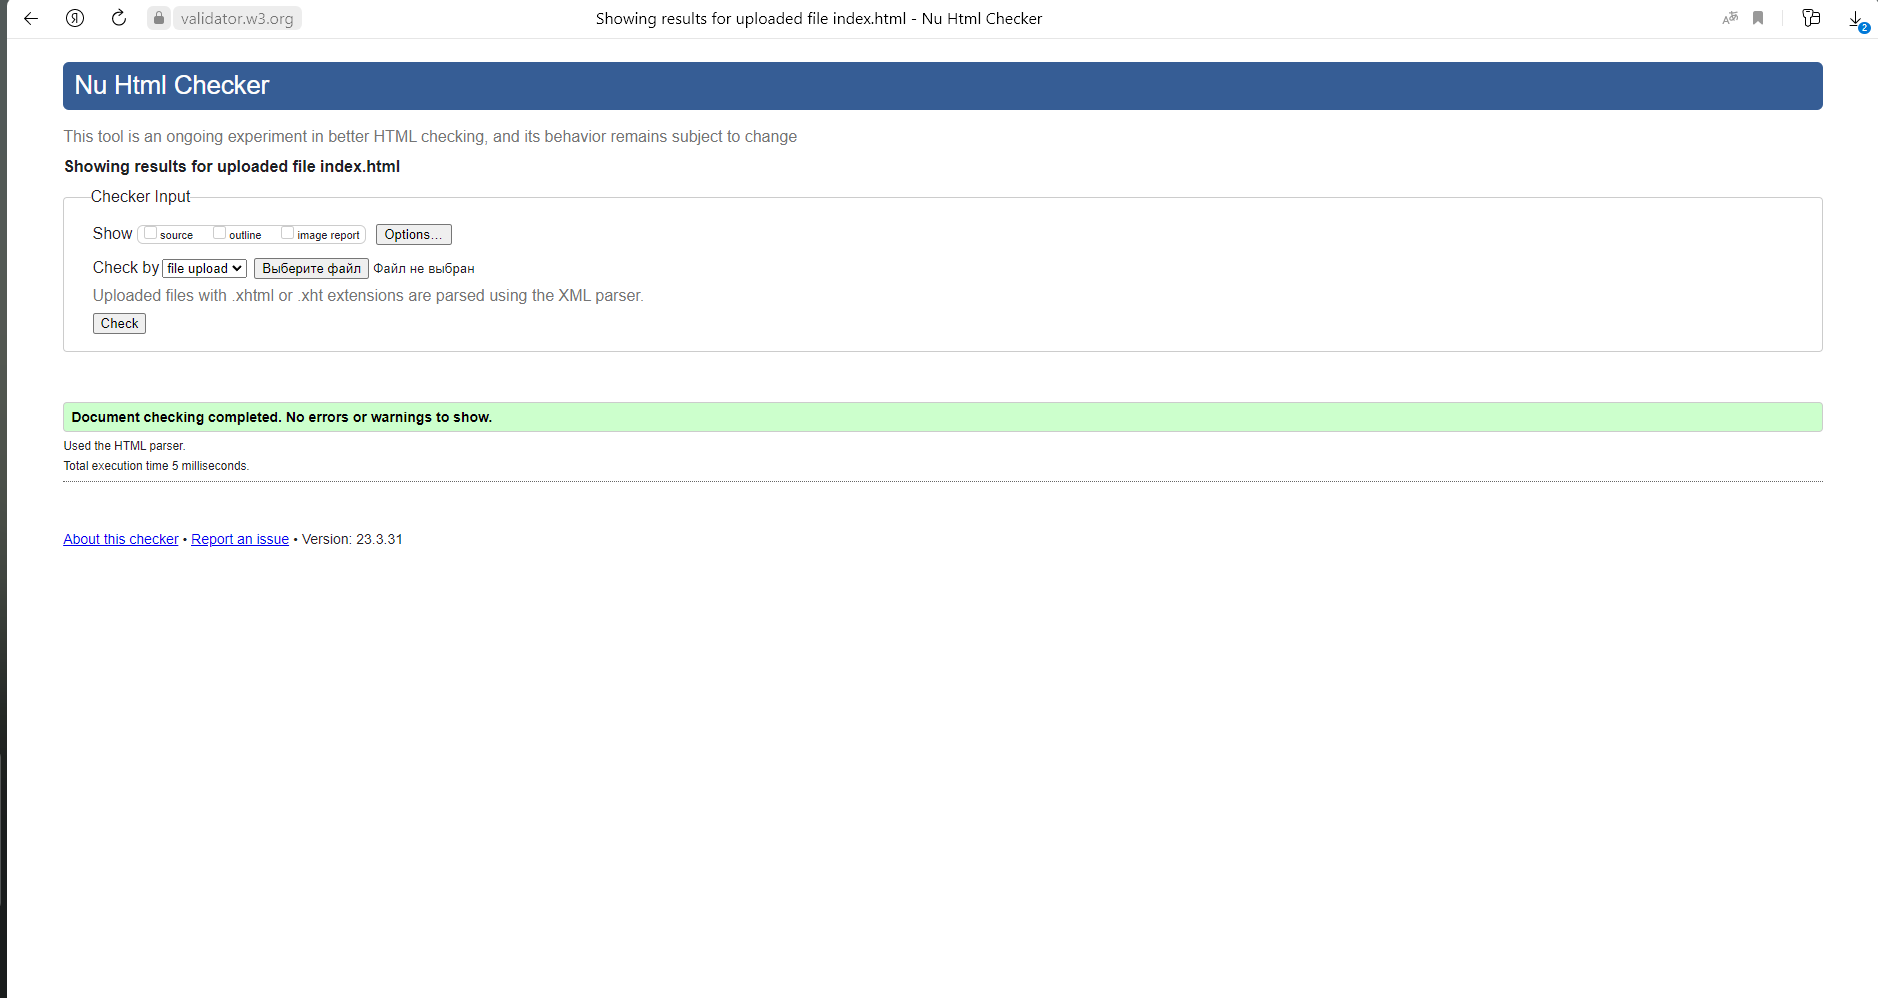 Я validator.w3.org Showing results for uploaded file index.html - Nu Html Checker 2
Nu Html Checker
This tool is an ongoing experiment in better HTML checking, and its behavior remains subject to change
Showing results for uploaded file index.html
Checker Input
Show source outline image report Options...
Check by file upload Выберите файл Файл не выбран
Uploaded files with .xhtml or .xht extensions are parsed using the XML parser.
Check
Document checking completed. No errors or warnings to show.
Used the HTML parser.
Total execution time 5 milliseconds.
About this checker • Report an issue • Version: 23.3.31